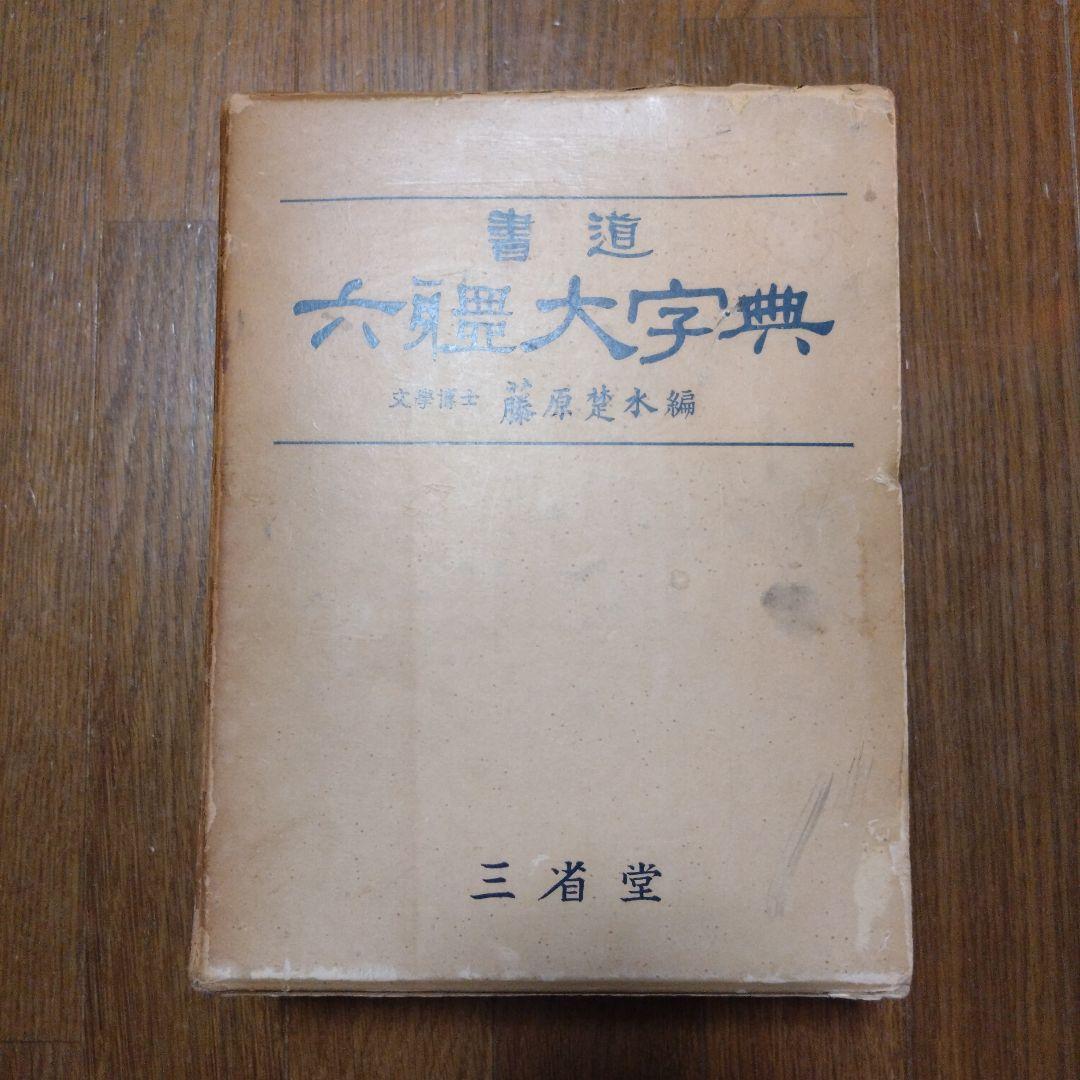 書道
六體大字典
文學博士 藤原楚水編
三省堂